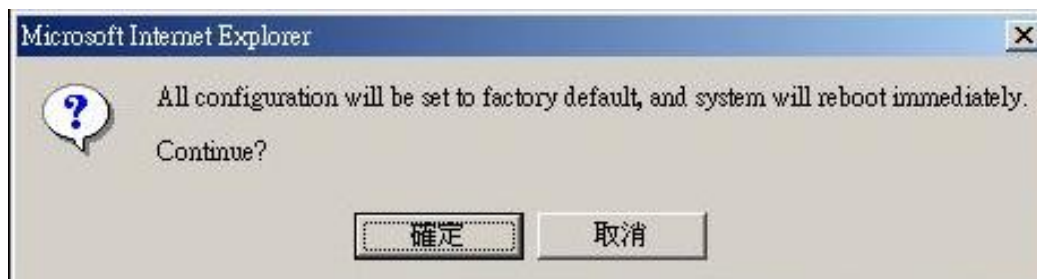 Microsoft Internet Explorer
All configuration will be set to factory default, and system will reboot immediately.
Continue?
確定
取消